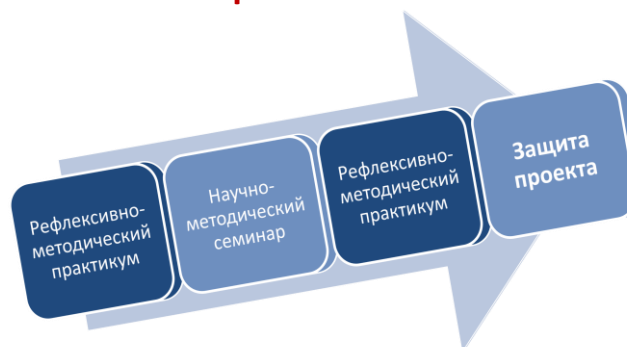 Рефлексивно-
методический
практикум
Научно-
методический
семинар
Рефлексивно-
методический
практикум
Защита
проекта